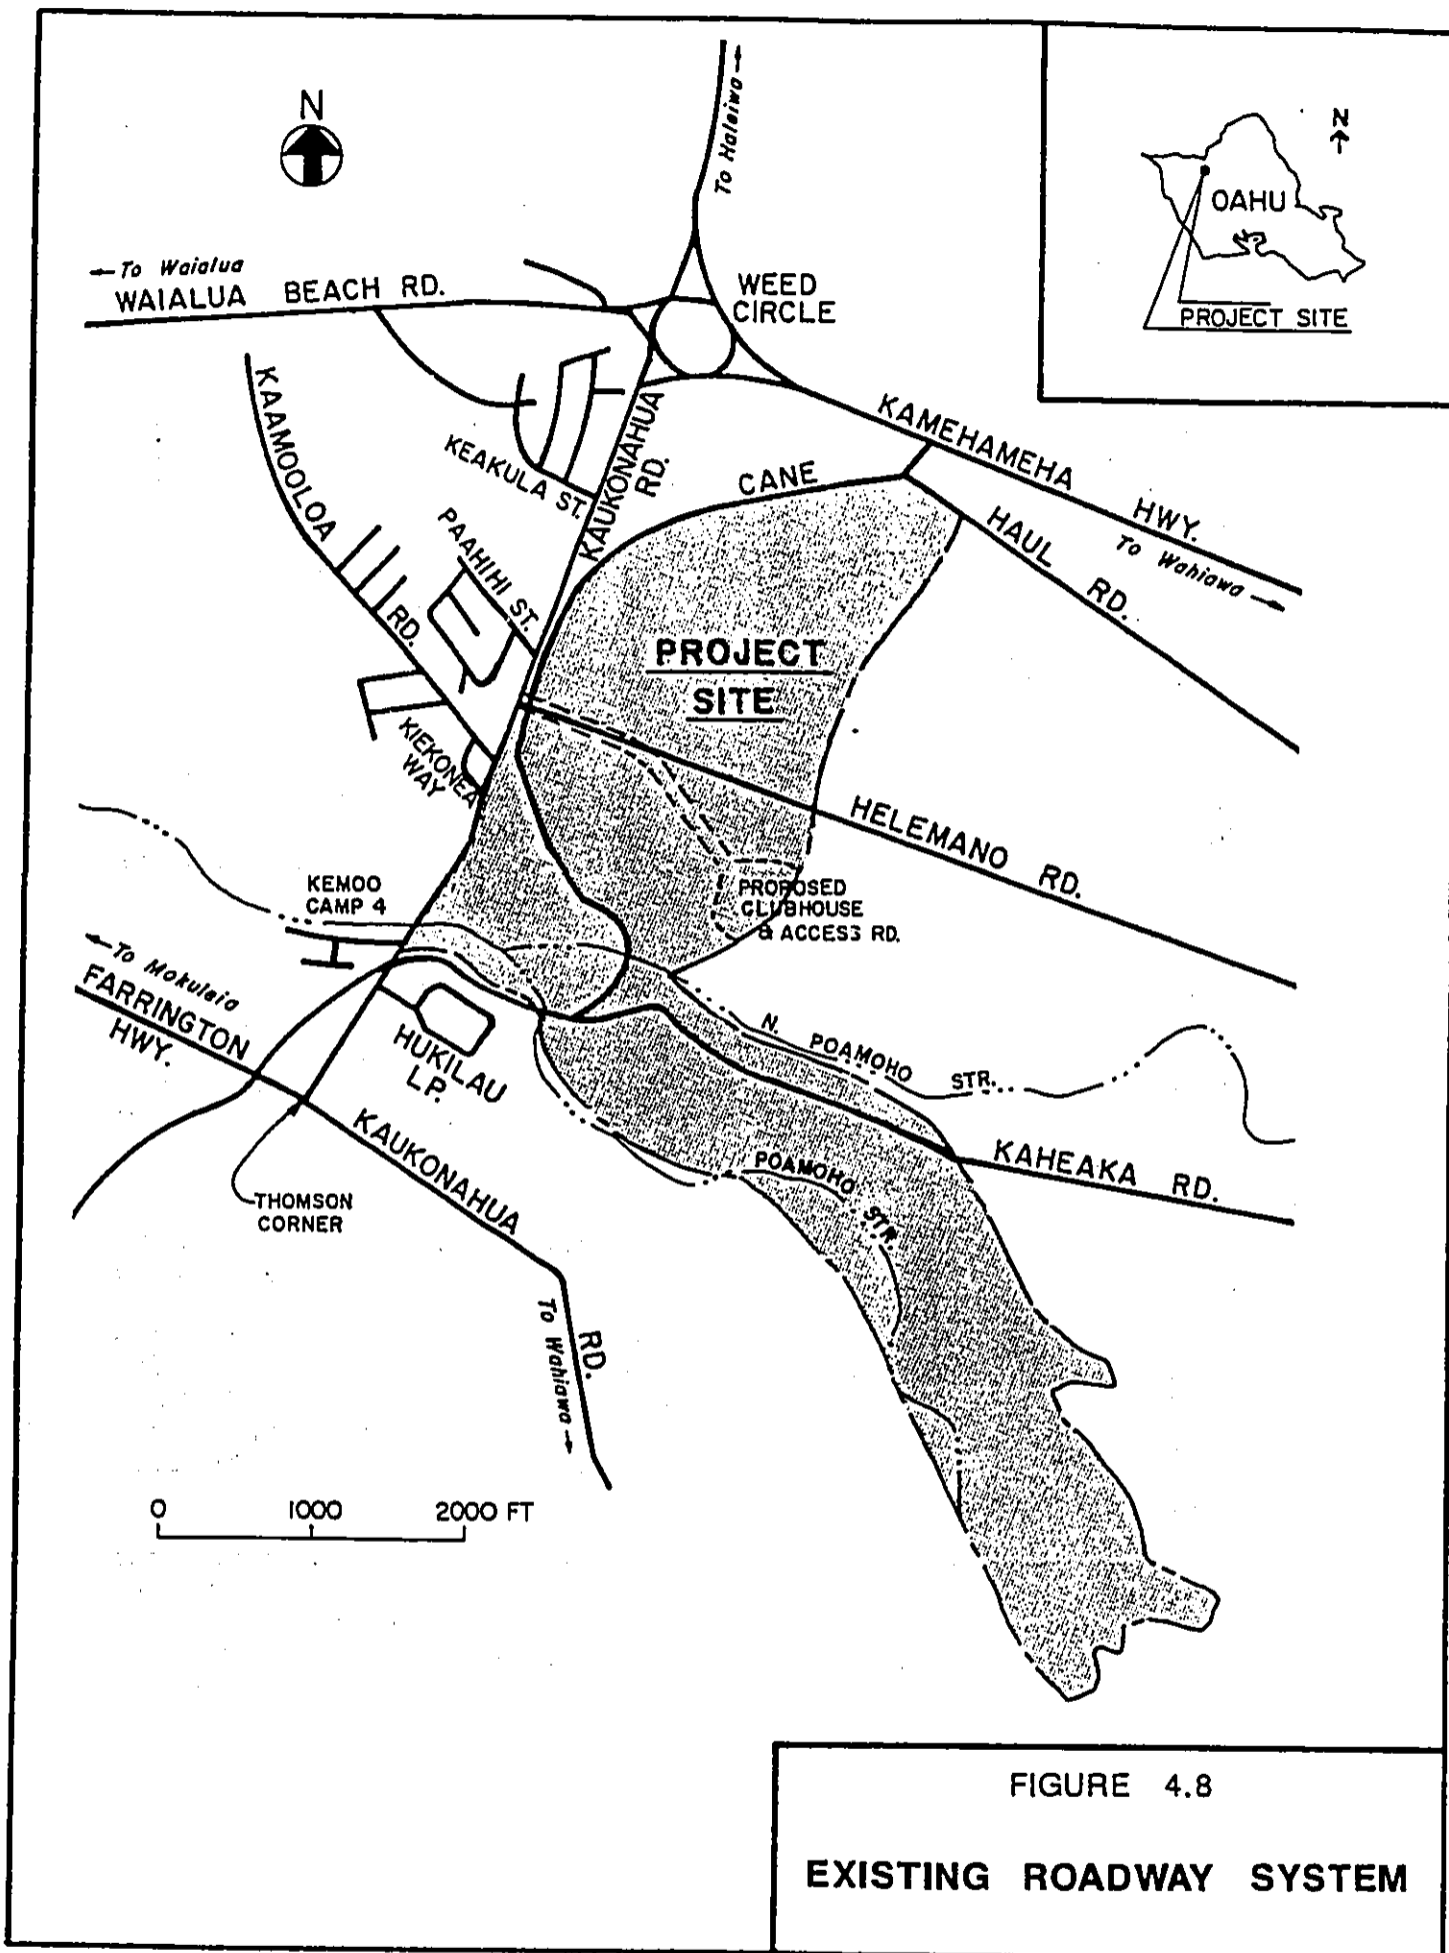 N
To Haleiwa
N
OAHU
PROJECT SITE
To Waialua
WAIALUA BEACH RD.
WEED
CIRCLE
KAAMOOLOA
RD.
KEAKULA ST.
KAUKONAHUA
RD.
KAMEHAMEHA
HWY.
To Wahiawa
CANE
HAUL
RD.
PAAHIHI ST.
PROJECT
SITE
KIEKONEA
WAY
HELEMANO RD.
KEMOO
CAMP 4
PROPOSED
CLUBHOUSE
& ACCESS RD.
To Mokuleia
FARRINGTON
HWY.
HUKILAU
LP.
N. POAMOHO STR.
KAUKONAHUA
RD.
To Wahiawa
THOMSON
CORNER
POAMOHO
STR.
KAHEAKA RD.
0 1000 2000 FT
FIGURE 4.8
EXISTING ROADWAY SYSTEM